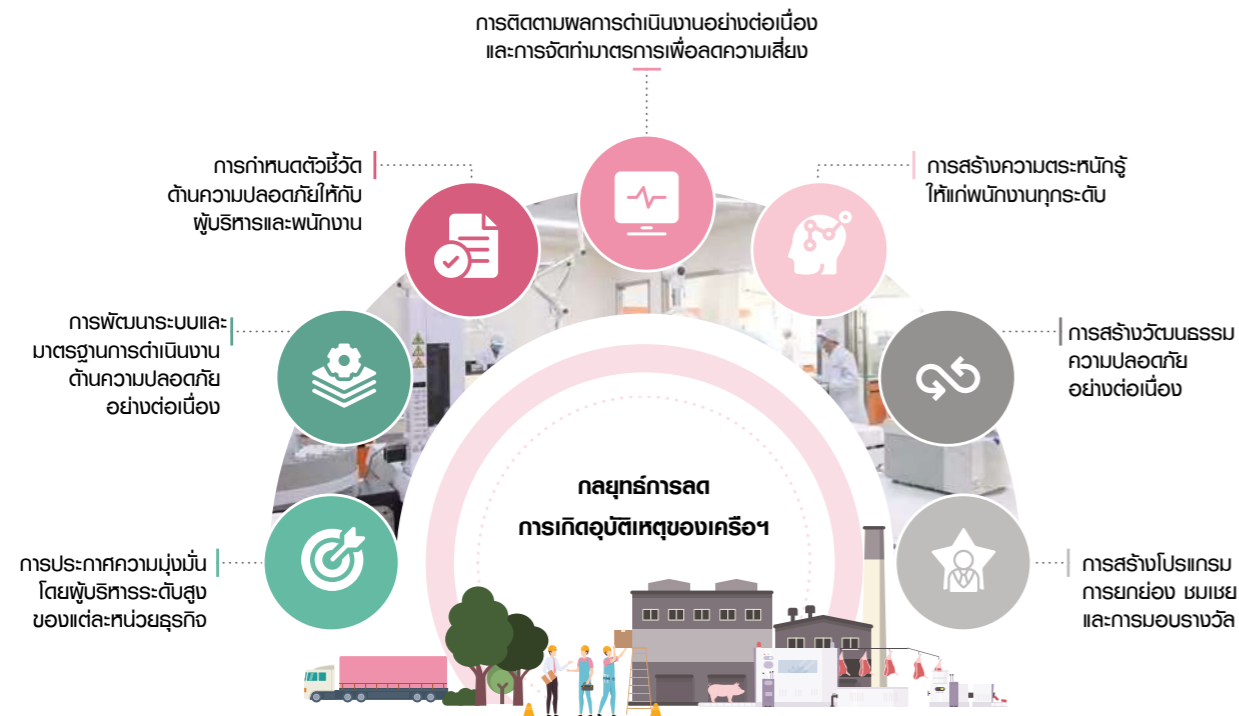 การติดตามผลการดำเนินงานอย่างต่อเนื่อง
และการจัดทำมาตรการเพื่อลดความเสี่ยง
การกำหนดตัวชี้วัด
ด้านความปลอดภัยให้กับ
ผู้บริหารและพนักงาน
การสร้างความตระหนักรู้
ให้แก่พนักงานทุกระดับ
การพัฒนาระบบและ
มาตรฐานการดำเนินงาน
ด้านความปลอดภัย
อย่างต่อเนื่อง
การสร้างวัฒนธรรม
ความปลอดภัย
อย่างต่อเนื่อง
กลยุทธ์การลด
การเกิดอุบัติเหตุของเครือฯ
การประกาศความมุ่งมั่น
โดยผู้บริหารระดับสูง
ของแต่ละหน่วยธุรกิจ
การสร้างโปรแกรม
การยกย่อง ชมเชย
และการมอบรางวัล